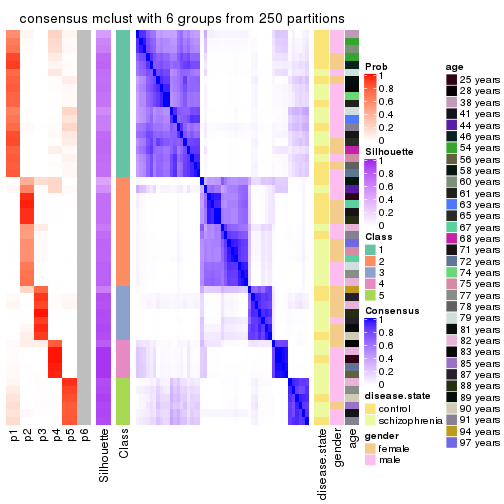 consensus mclust with 6 groups from 250 partitions
Prob
1
0.8
0.6
0.4
0.2
0
Silhouette
1
0.8
0.6
0.4
0.2
0
Class
1
2
3
4
5
Consensus
1
0.8
0.6
0.4
0.2
0
disease.state
control
schizophrenia
gender
female
male
age
25 years
28 years
38 years
41 years
44 years
46 years
54 years
56 years
58 years
60 years
61 years
63 years
65 years
67 years
68 years
71 years
72 years
74 years
75 years
77 years
78 years
79 years
81 years
82 years
83 years
85 years
87 years
88 years
89 years
90 years
91 years
94 years
97 years
p1
p2
p3
p4
p5
p6
Silhouette
Class
disease.state
gender
age